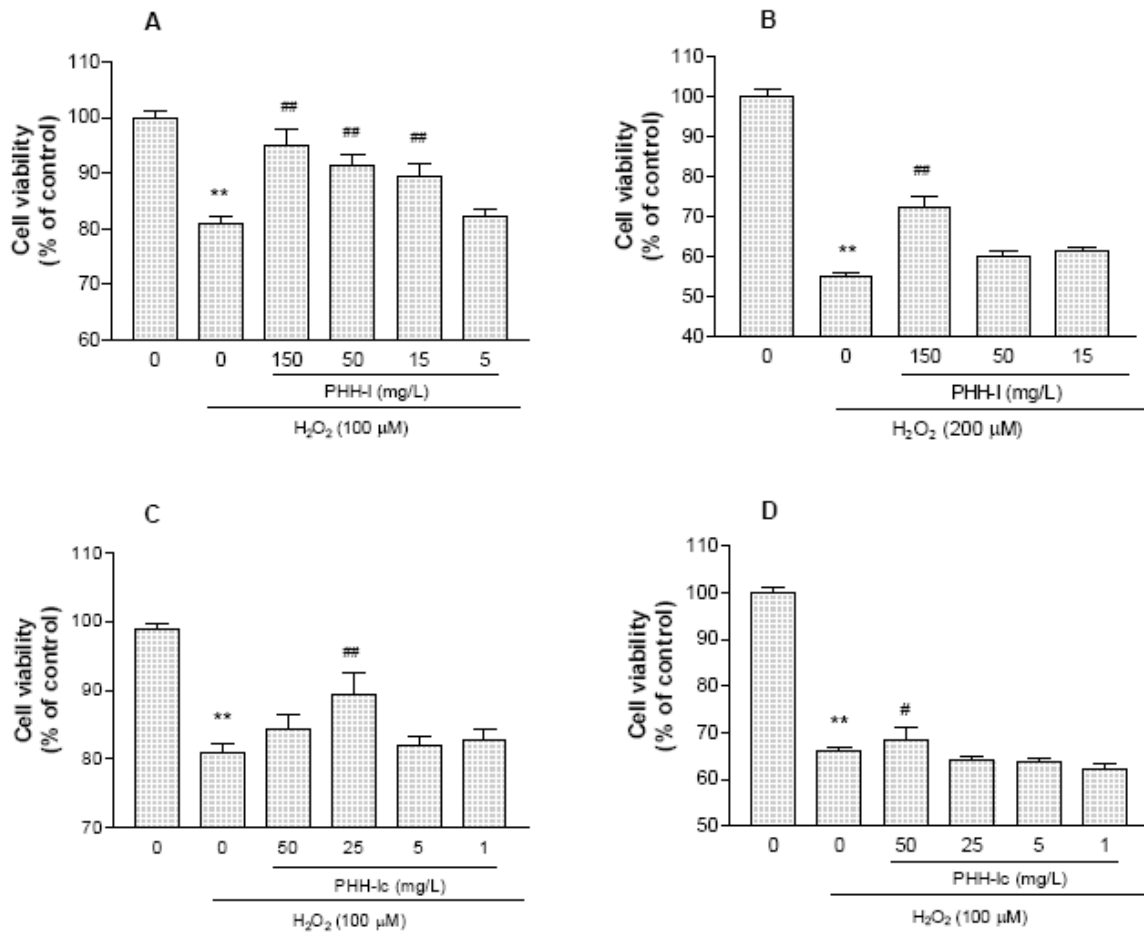 A
Cell viability
(% of control)
110
100
90
80
70
60
**
##
##
##
0 0 150 50 15 5
PHH-I (mg/L)
H₂O₂ (100 μM)
B
Cell viability
(% of control)
110
100
90
80
70
60
50
40
**
##
0 0 150 50 15
PHH-I (mg/L)
H₂O₂ (200 μM)
C
Cell viability
(% of control)
110
100
90
80
70
**
##
0 0 50 25 5 1
PHH-Ic (mg/L)
H₂O₂ (100 μM)
D
Cell viability
(% of control)
110
100
90
80
70
60
50
**
#
0 0 50 25 5 1
PHH-Ic (mg/L)
H₂O₂ (100 μM)